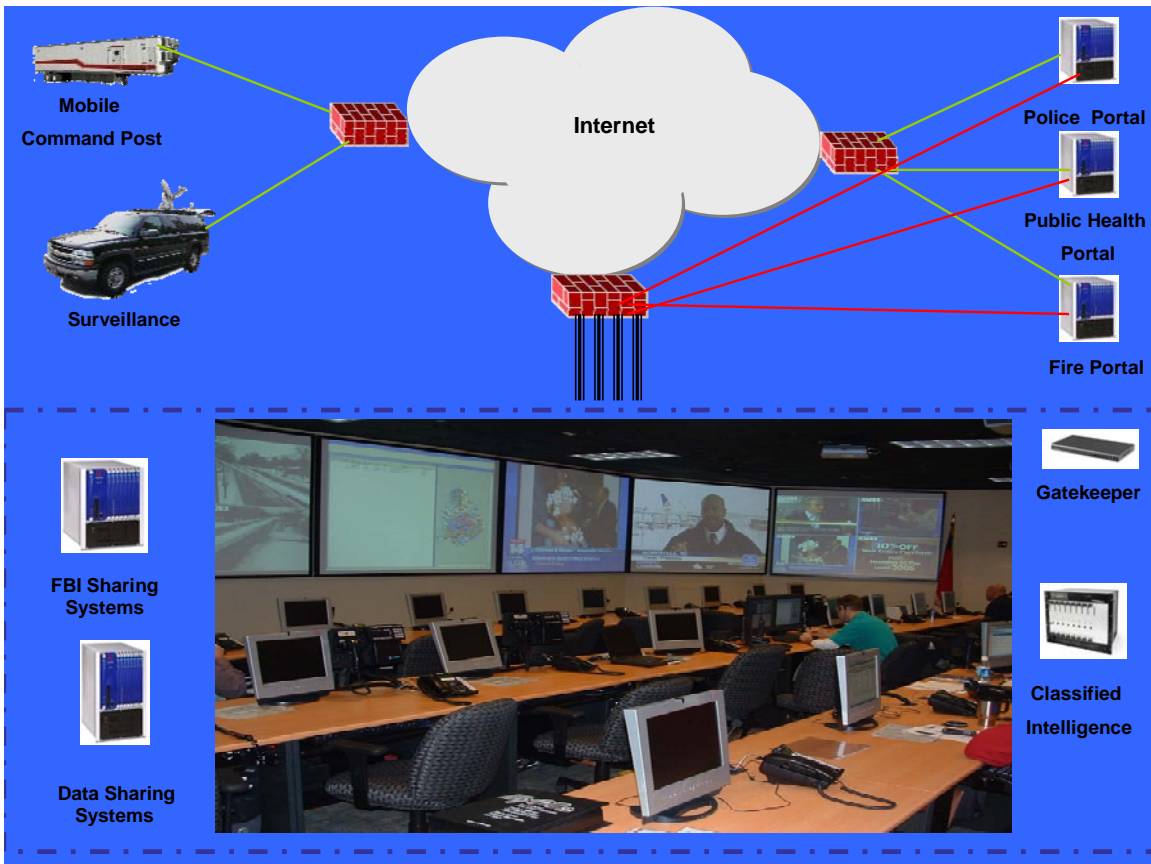 Mobile
Command Post
Surveillance
Internet
Police Portal
Public Health
Portal
Fire Portal
FBI Sharing
Systems
Data Sharing
Systems
Gatekeeper
Classified
Intelligence